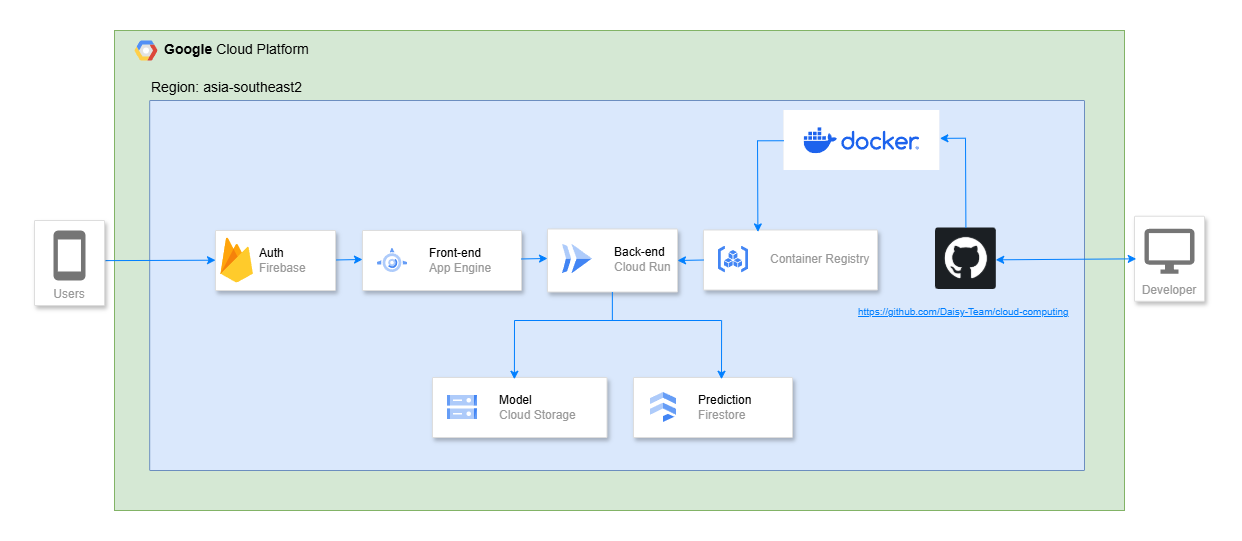 Google Cloud Platform
Region: asia-southeast2
docker
Users
Auth
Firebase
Front-end
App Engine
Back-end
Cloud Run
Container Registry
Developer
https://github.com/Daisy-Team/cloud-computing
Model
Cloud Storage
Prediction
Firestore